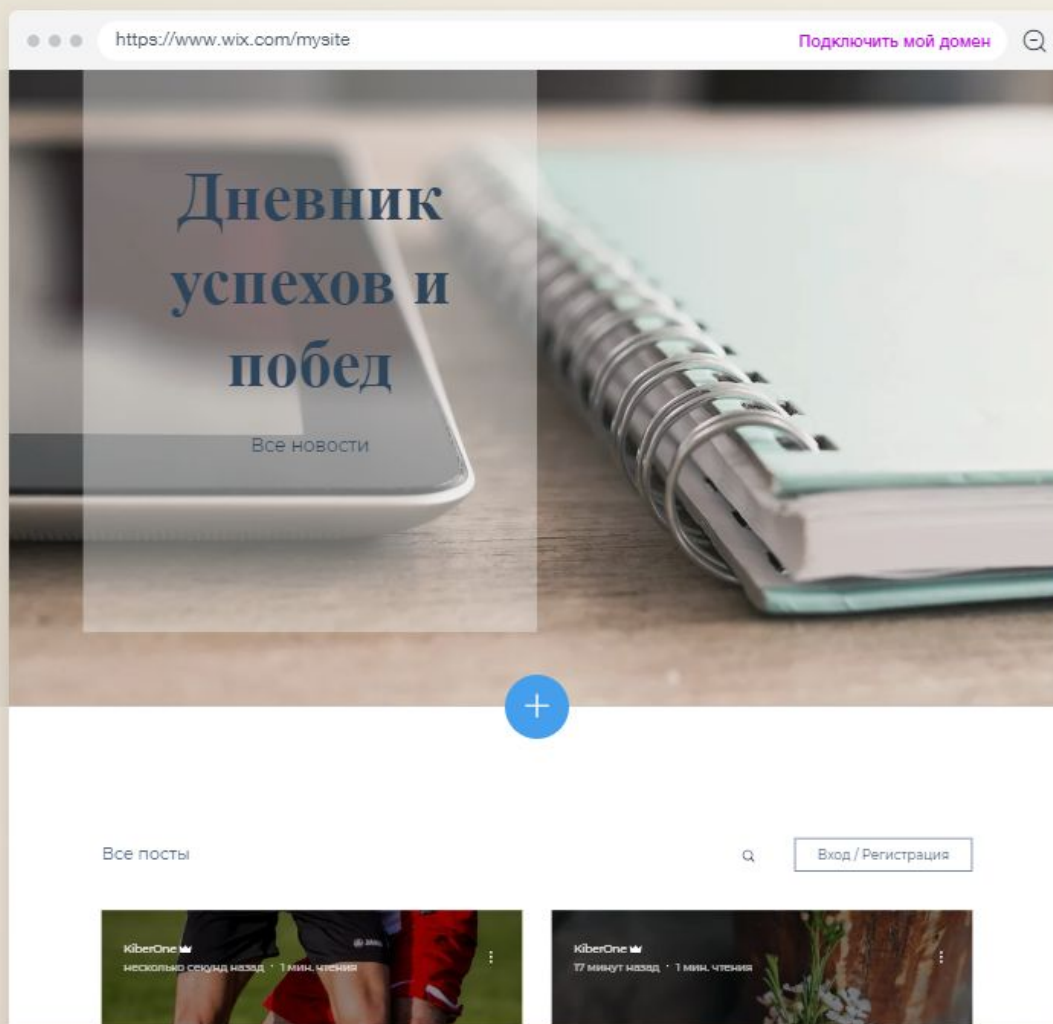 https://www.wix.com/mysite
Подключить мой домен
Дневник
успехов и
побед
Все новости
Все посты
Вход / Регистрация
KiberOne
несколько секунд назад · 1 мин. чтения
KiberOne
17 минут назад · 1 мин. чтения